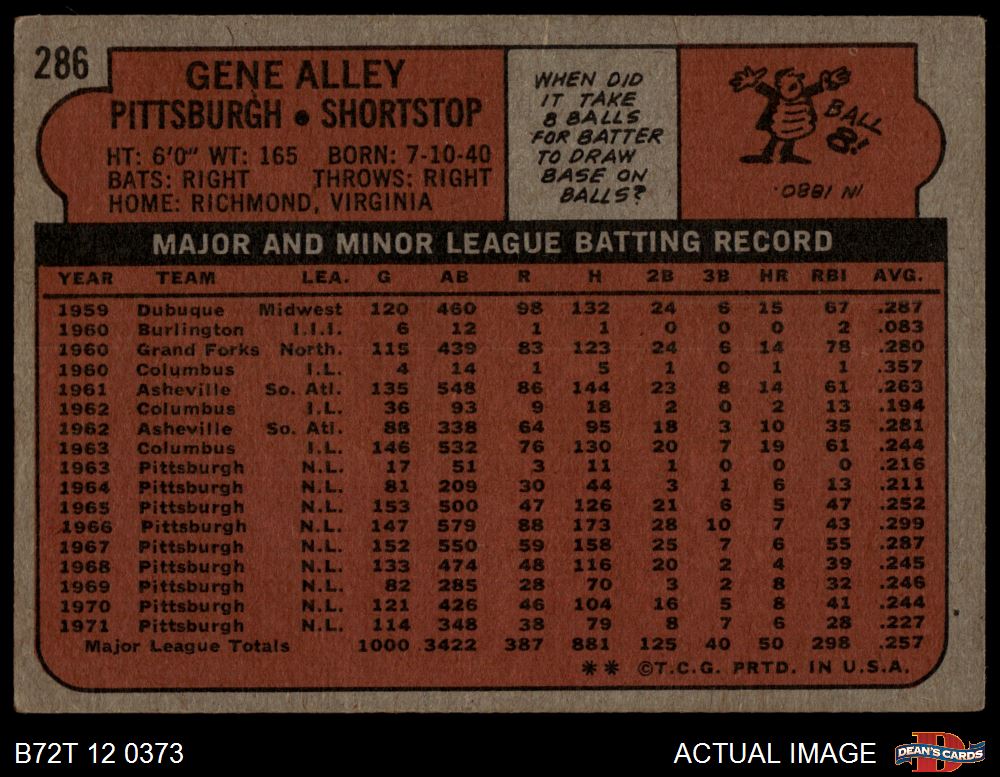 286
GENE ALLEY
PITTSBURGH • SHORTSTOP
HT: 6'0" WT: 165 BORN: 7-10-40
BATS: RIGHT THROWS: RIGHT
HOME: RICHMOND, VIRGINIA
WHEN DID
IT TAKE
8 BALLS
FOR BATTER
TO DRAW
BASE ON
BALLS?
BALL
8!
IN 1880.
MAJOR AND MINOR LEAGUE BATTING RECORD
YEAR TEAM LEA. G AB R H 2B 3B HR RBI AVG.
1959 Dubuque Midwest 120 460 98 132 24 6 15 67 .287
1960 Burlington I.I.I. 6 12 1 1 0 0 0 2 .083
1960 Grand Forks North. 115 439 83 123 24 6 14 78 .280
1960 Columbus I.L. 4 14 1 5 1 0 1 1 .357
1961 Asheville So. Atl. 135 548 86 144 23 8 14 61 .263
1962 Columbus I.L. 36 93 9 18 2 0 2 13 .194
1962 Asheville So. Atl. 88 338 64 95 18 3 10 35 .281
1963 Columbus I.L. 146 532 76 130 20 7 19 61 .244
1963 Pittsburgh N.L. 17 51 3 11 1 0 0 0 .216
1964 Pittsburgh N.L. 81 209 30 44 3 1 6 13 .211
1965 Pittsburgh N.L. 153 500 47 126 21 6 5 47 .252
1966 Pittsburgh N.L. 147 579 88 173 28 10 7 43 .299
1967 Pittsburgh N.L. 152 550 59 158 25 7 6 55 .287
1968 Pittsburgh N.L. 133 474 48 116 20 2 4 39 .245
1969 Pittsburgh N.L. 82 285 28 70 3 2 8 32 .246
1970 Pittsburgh N.L. 121 426 46 104 16 5 8 41 .244
1971 Pittsburgh N.L. 114 348 38 79 8 7 6 28 .227
Major League Totals 1000 3422 387 881 125 40 50 298 .257
** ©T.C.G. PRTD. IN U.S.A.
B72T 12 0373
ACTUAL IMAGE
D
DEAN'S CARDS